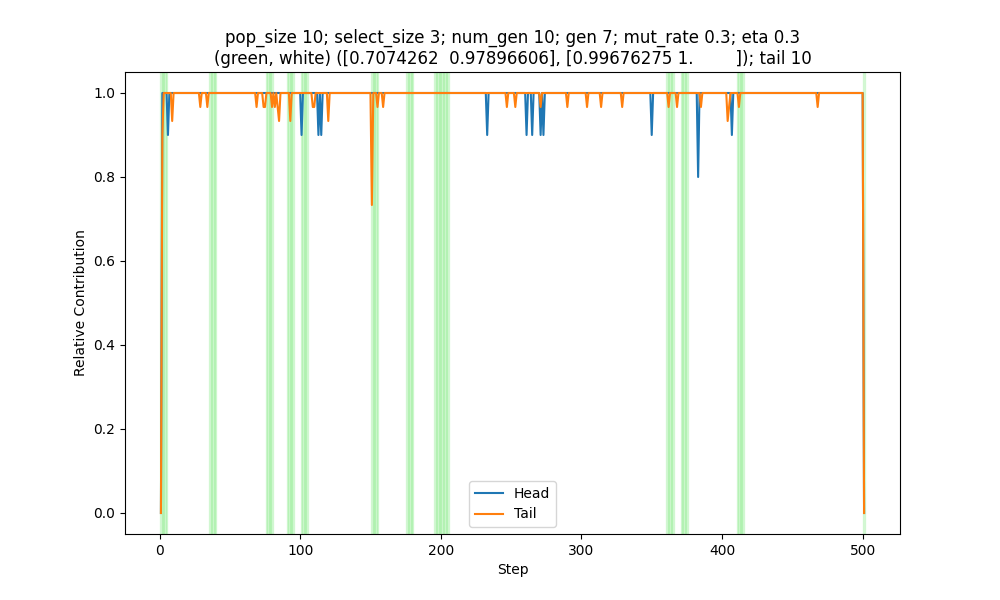 pop_size 10; select_size 3; num_gen 10; gen 7; mut_rate 0.3; eta 0.3
(green, white) ([0.7074262  0.97896606], [0.99676275 1.        ]); tail 10
Relative Contribution
1.0
0.8
0.6
0.4
0.2
0.0
Head
Tail
0 100 200 300 400 500
Step